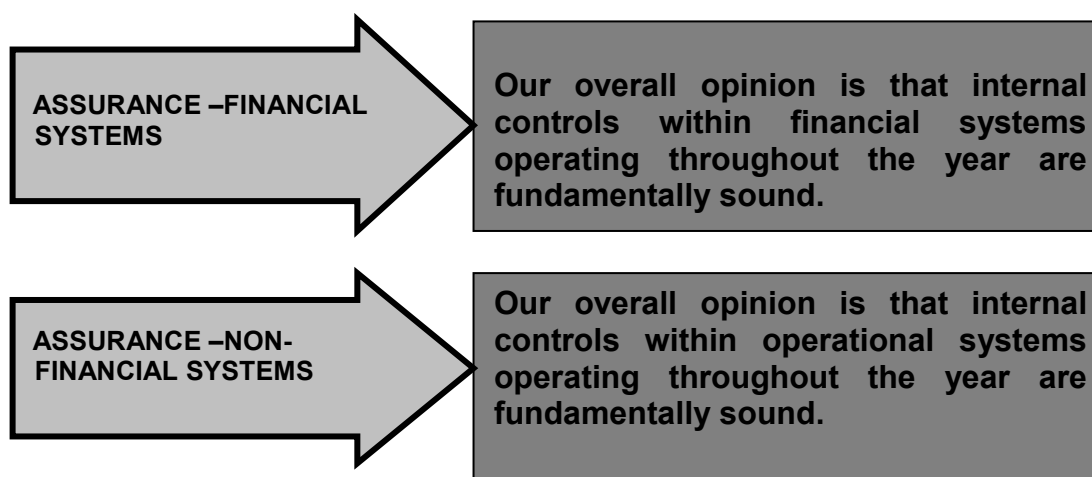 ASSURANCE –FINANCIAL
SYSTEMS
Our overall opinion is that internal
controls within financial systems
operating throughout the year are
fundamentally sound.
ASSURANCE –NON-
FINANCIAL SYSTEMS
Our overall opinion is that internal
controls within operational systems
operating throughout the year are
fundamentally sound.